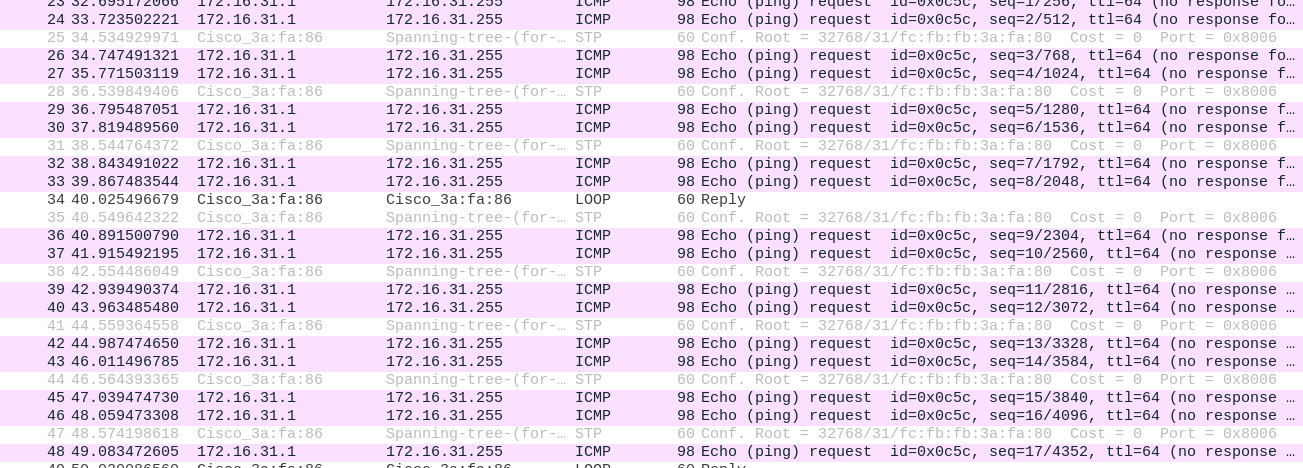 23 32.695172066 172.16.31.1 172.16.31.255 ICMP 98 Echo (ping) request id=0x0c5c, seq=1/256, ttl=64 (no response fo…
24 33.723502221 172.16.31.1 172.16.31.255 ICMP 98 Echo (ping) request id=0x0c5c, seq=2/512, ttl=64 (no response fo…
25 34.534929971 Cisco_3a:fa:86 Spanning-tree-(for-… STP 60 Conf. Root = 32768/31/fc:fb:fb:3a:fa:80 Cost = 0 Port = 0x8006
26 34.747491321 172.16.31.1 172.16.31.255 ICMP 98 Echo (ping) request id=0x0c5c, seq=3/768, ttl=64 (no response fo…
27 35.771503119 172.16.31.1 172.16.31.255 ICMP 98 Echo (ping) request id=0x0c5c, seq=4/1024, ttl=64 (no response f…
28 36.539849406 Cisco_3a:fa:86 Spanning-tree-(for-… STP 60 Conf. Root = 32768/31/fc:fb:fb:3a:fa:80 Cost = 0 Port = 0x8006
29 36.795487051 172.16.31.1 172.16.31.255 ICMP 98 Echo (ping) request id=0x0c5c, seq=5/1280, ttl=64 (no response f…
30 37.819489560 172.16.31.1 172.16.31.255 ICMP 98 Echo (ping) request id=0x0c5c, seq=6/1536, ttl=64 (no response f…
31 38.544764372 Cisco_3a:fa:86 Spanning-tree-(for-… STP 60 Conf. Root = 32768/31/fc:fb:fb:3a:fa:80 Cost = 0 Port = 0x8006
32 38.843491022 172.16.31.1 172.16.31.255 ICMP 98 Echo (ping) request id=0x0c5c, seq=7/1792, ttl=64 (no response f…
33 39.867483544 172.16.31.1 172.16.31.255 ICMP 98 Echo (ping) request id=0x0c5c, seq=8/2048, ttl=64 (no response f…
34 40.025496679 Cisco_3a:fa:86 Cisco_3a:fa:86 LOOP 60 Reply
35 40.549642322 Cisco_3a:fa:86 Spanning-tree-(for-… STP 60 Conf. Root = 32768/31/fc:fb:fb:3a:fa:80 Cost = 0 Port = 0x8006
36 40.891500790 172.16.31.1 172.16.31.255 ICMP 98 Echo (ping) request id=0x0c5c, seq=9/2304, ttl=64 (no response f…
37 41.915492195 172.16.31.1 172.16.31.255 ICMP 98 Echo (ping) request id=0x0c5c, seq=10/2560, ttl=64 (no response …
38 42.554486049 Cisco_3a:fa:86 Spanning-tree-(for-… STP 60 Conf. Root = 32768/31/fc:fb:fb:3a:fa:80 Cost = 0 Port = 0x8006
39 42.939490374 172.16.31.1 172.16.31.255 ICMP 98 Echo (ping) request id=0x0c5c, seq=11/2816, ttl=64 (no response …
40 43.963485480 172.16.31.1 172.16.31.255 ICMP 98 Echo (ping) request id=0x0c5c, seq=12/3072, ttl=64 (no response …
41 44.559364558 Cisco_3a:fa:86 Spanning-tree-(for-… STP 60 Conf. Root = 32768/31/fc:fb:fb:3a:fa:80 Cost = 0 Port = 0x8006
42 44.987474650 172.16.31.1 172.16.31.255 ICMP 98 Echo (ping) request id=0x0c5c, seq=13/3328, ttl=64 (no response …
43 46.011496785 172.16.31.1 172.16.31.255 ICMP 98 Echo (ping) request id=0x0c5c, seq=14/3584, ttl=64 (no response …
44 46.564393365 Cisco_3a:fa:86 Spanning-tree-(for-… STP 60 Conf. Root = 32768/31/fc:fb:fb:3a:fa:80 Cost = 0 Port = 0x8006
45 47.039474730 172.16.31.1 172.16.31.255 ICMP 98 Echo (ping) request id=0x0c5c, seq=15/3840, ttl=64 (no response …
46 48.059473308 172.16.31.1 172.16.31.255 ICMP 98 Echo (ping) request id=0x0c5c, seq=16/4096, ttl=64 (no response …
47 48.574198618 Cisco_3a:fa:86 Spanning-tree-(for-… STP 60 Conf. Root = 32768/31/fc:fb:fb:3a:fa:80 Cost = 0 Port = 0x8006
48 49.083472605 172.16.31.1 172.16.31.255 ICMP 98 Echo (ping) request id=0x0c5c, seq=17/4352, ttl=64 (no response …
Cisco_3a:fa:86 Cisco_3a:fa:86 LOOP 60 Reply